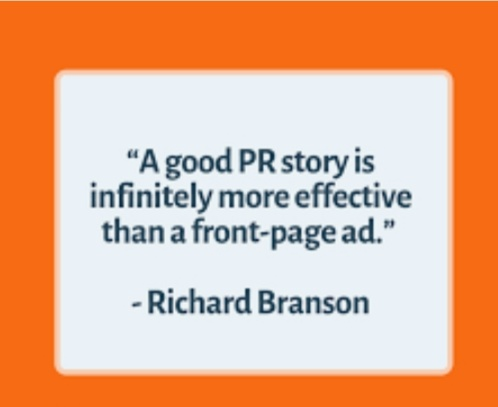 “A good PR story is
infinitely more effective
than a front-page ad.”
- Richard Branson